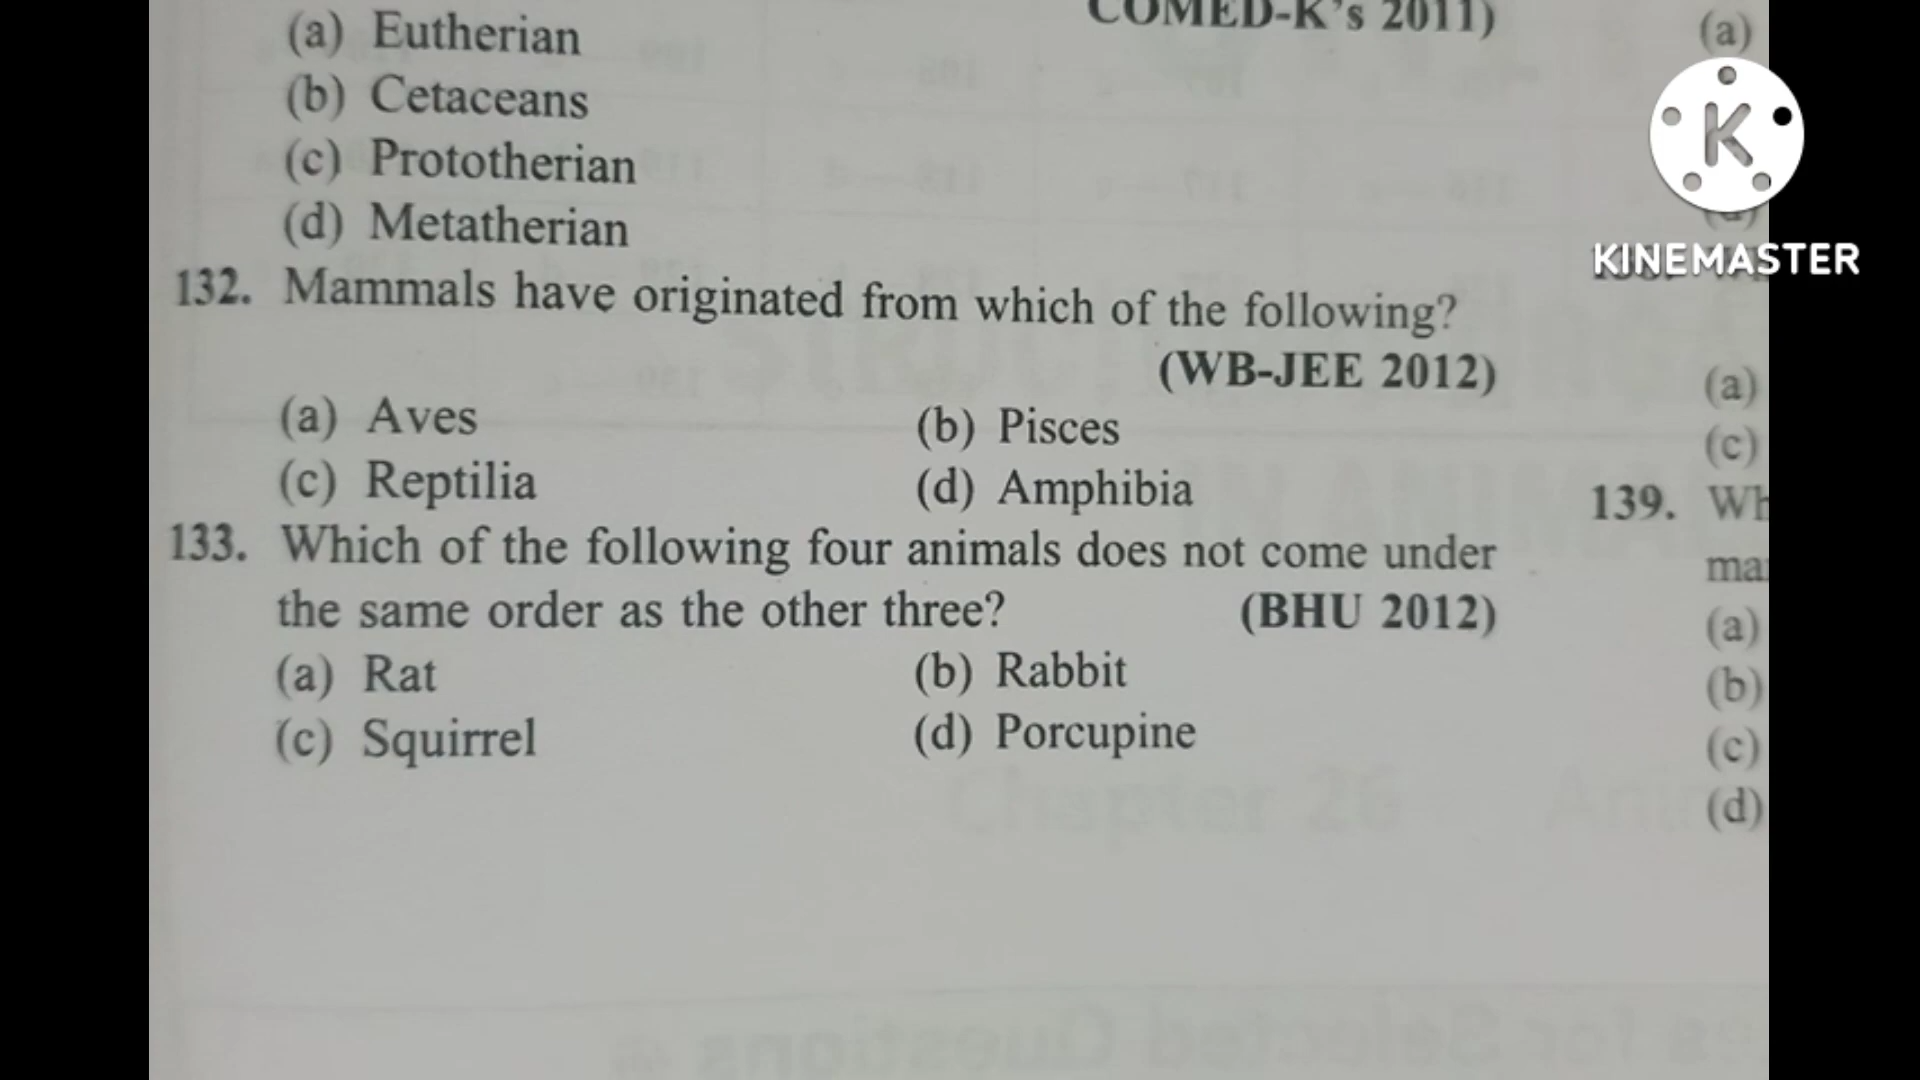 (a) Eutherian
(b) Cetaceans
(c) Prototherian
(d) Metatherian
COMED-K's 2011)
132. Mammals have originated from which of the following?
(WB-JEE 2012)
(a) Aves (b) Pisces
(c) Reptilia (d) Amphibia
133. Which of the following four animals does not come under
the same order as the other three? (BHU 2012)
(a) Rat (b) Rabbit
(c) Squirrel (d) Porcupine
(a)
(a)
(c)
139.
(a)
(b)
(c)
(d)
K
KINEMASTER